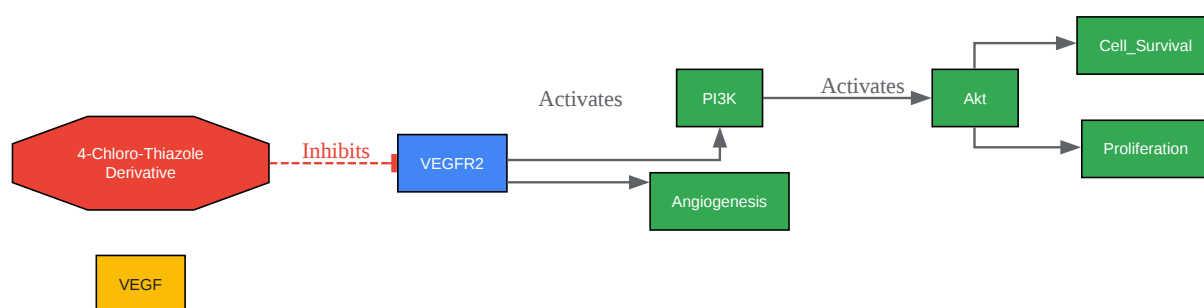 4-Chloro-Thiazole
Derivative
Inhibits
VEGFR2
Activates
PI3K
Angiogenesis
Activates
Akt
Cell_Survival
Proliferation
VEGF